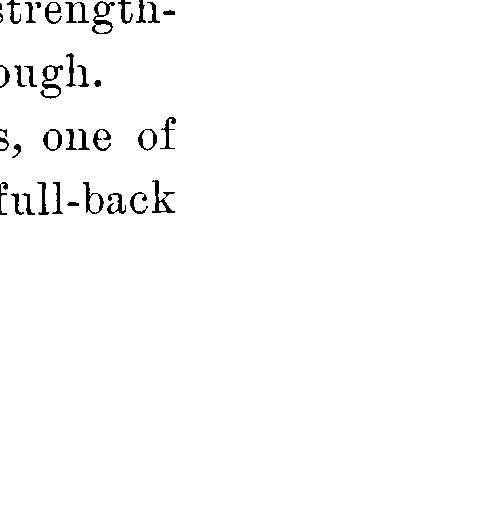 strength-
ough.
s, one of
full-back